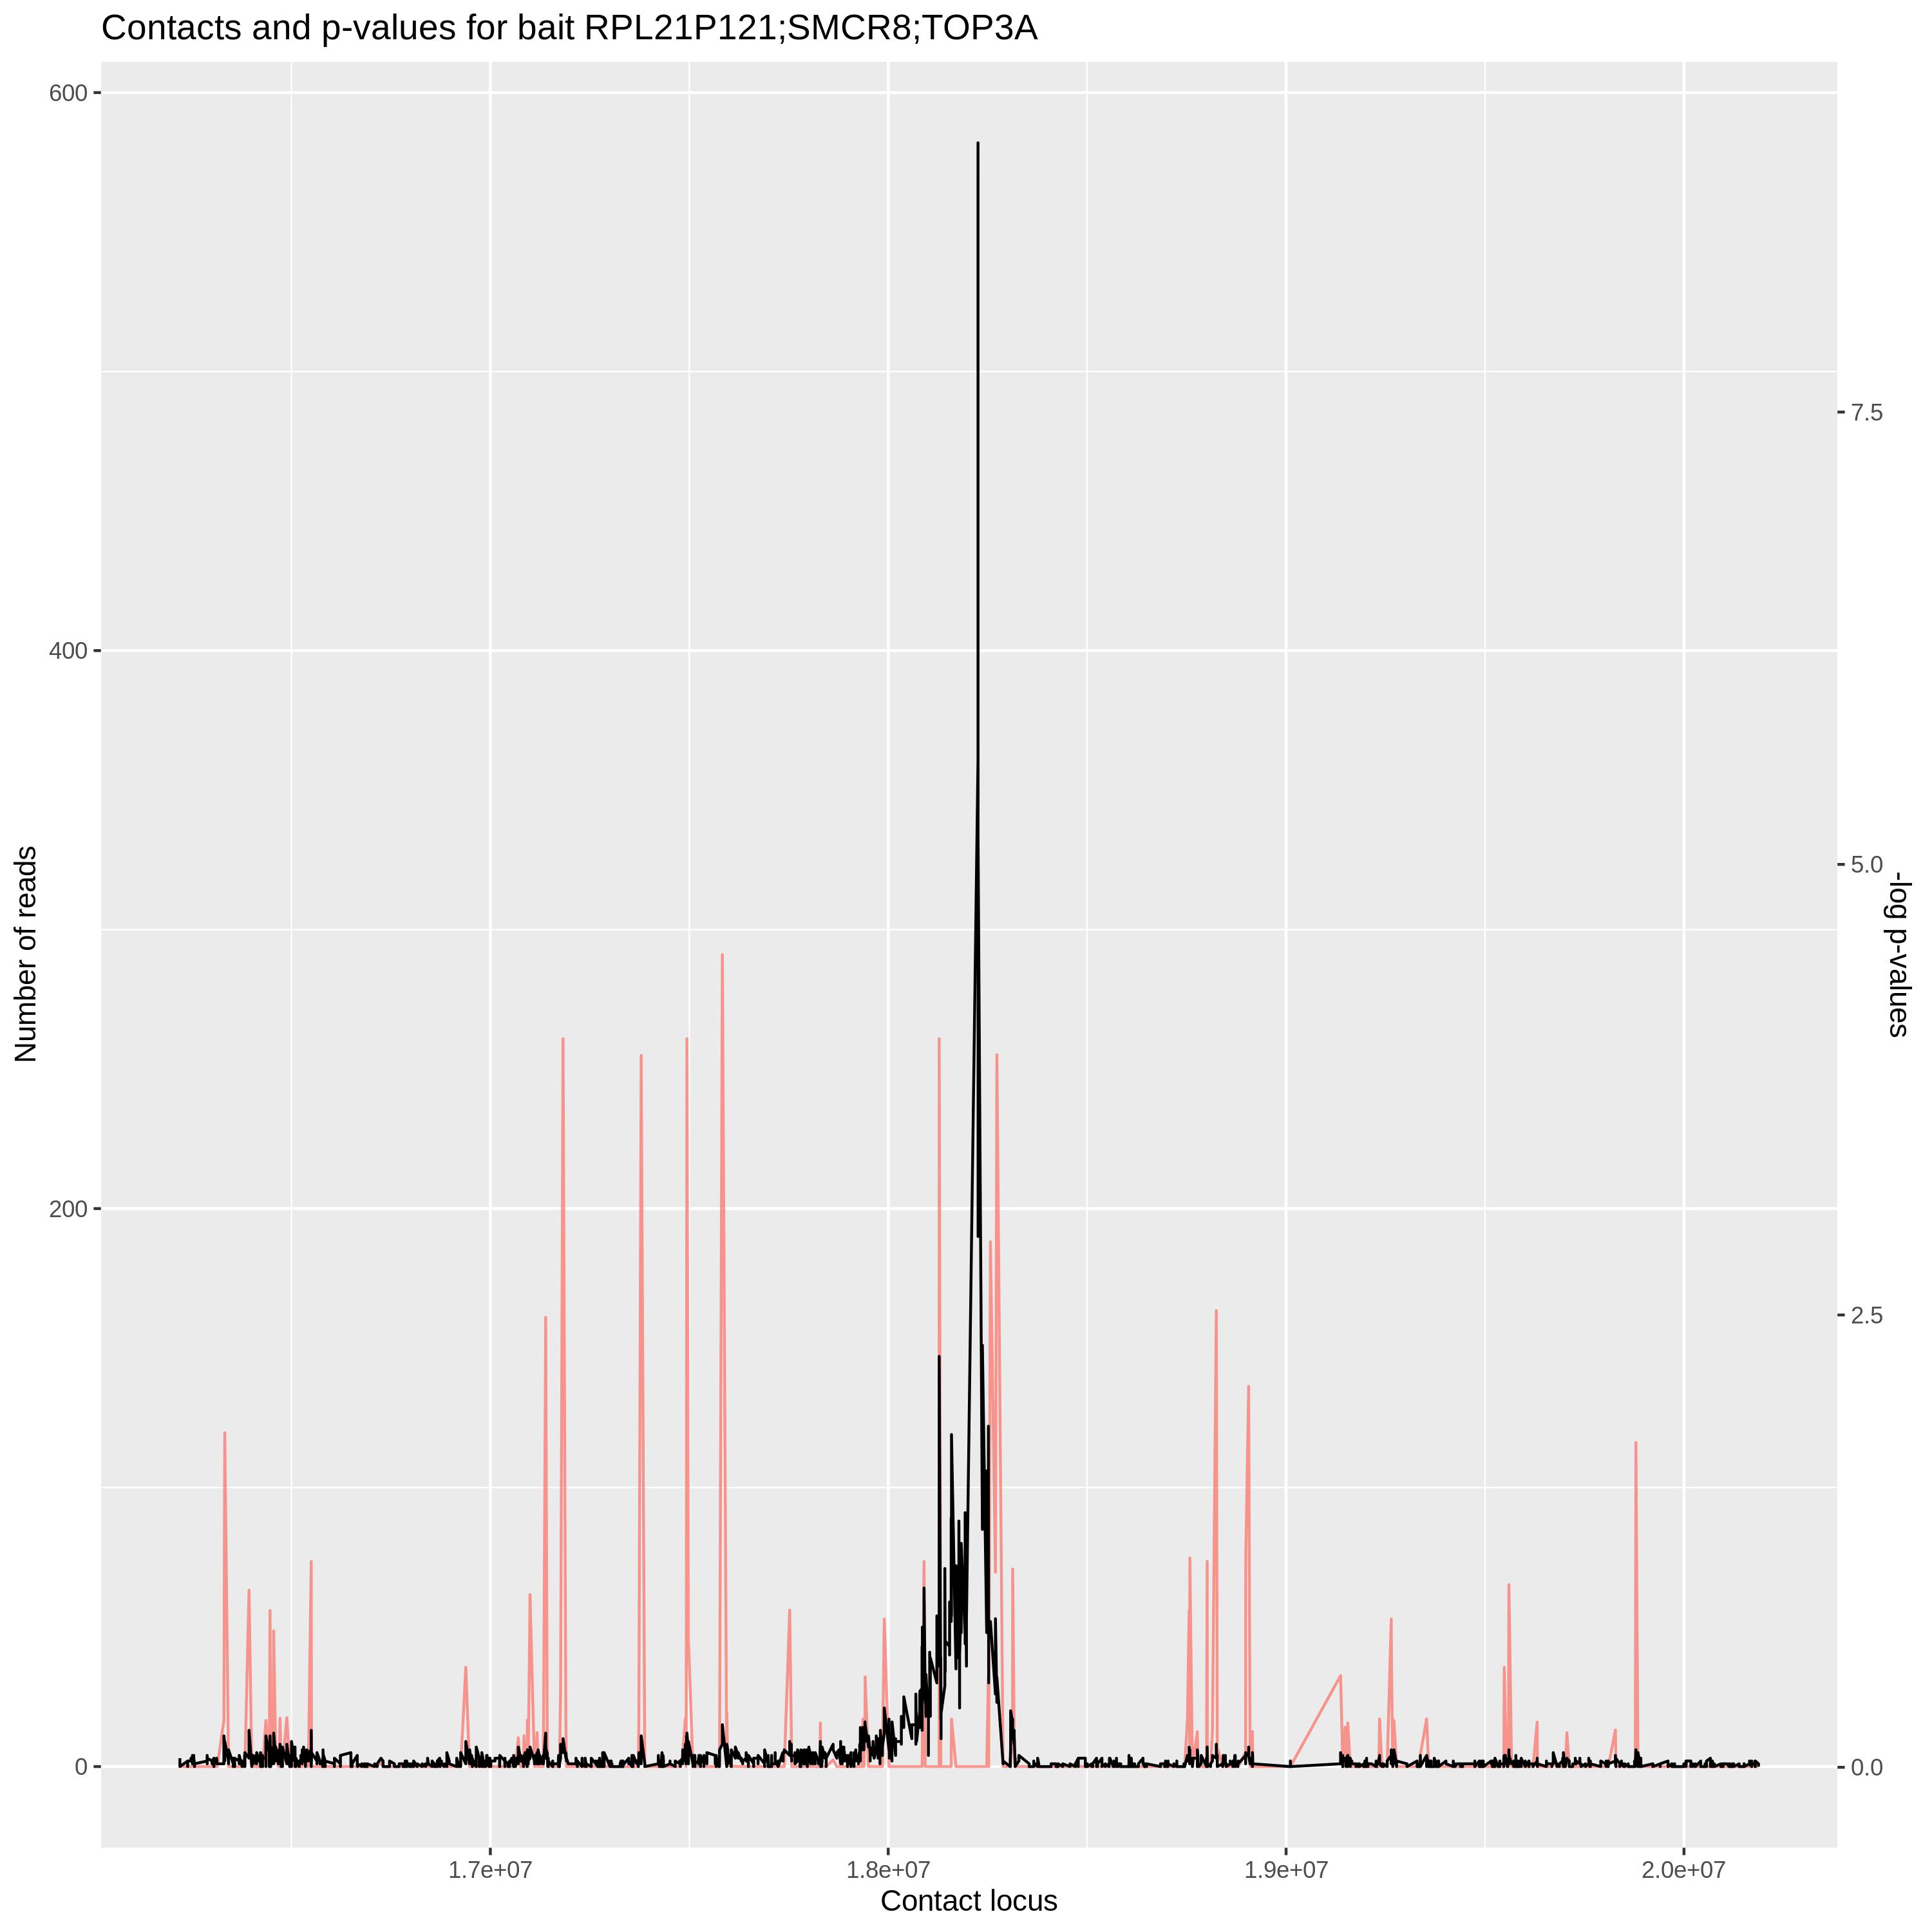 Contacts and p-values for bait RPL21P121;SMCR8;TOP3A
600
400
200
0
Number of reads
7.5
5.0
2.5
0.0
-log p-values
1.7e+07
1.8e+07
1.9e+07
2.0e+07
Contact locus